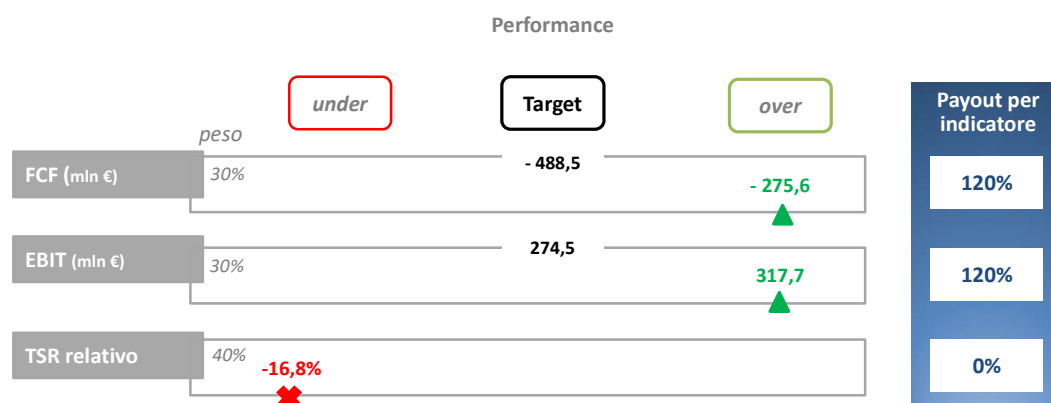 Performance
under
Target
over
Payout per
indicatore
peso
FCF (mln €)
30%
- 488,5
- 275,6
120%
EBIT (mln €)
30%
274,5
317,7
120%
TSR relativo
40%
-16,8%
0%